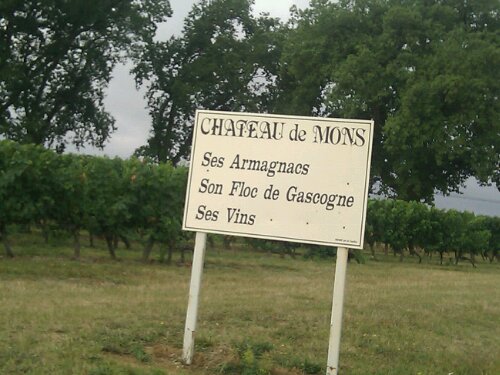 CHATEAU de MONS
Ses Armagnacs
Son Floc de Gascogne
Ses Vins